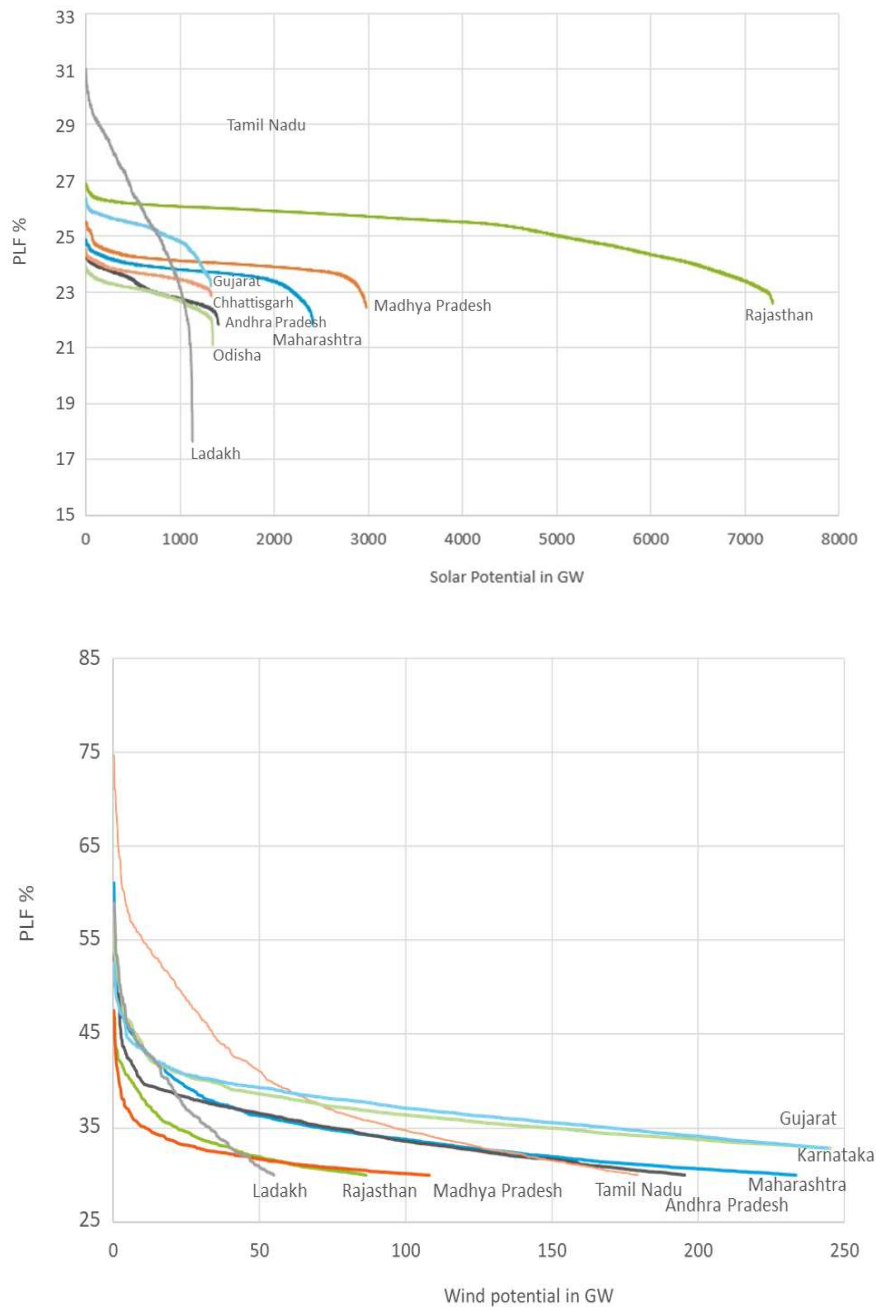 33
31
29
27
25
23
21
19
17
15
PLF %
Tamil Nadu
Gujarat
Chhattisgarh
Andhra Pradesh
Maharashtra
Odisha
Madhya Pradesh
Rajasthan
Ladakh
0 1000 2000 3000 4000 5000 6000 7000 8000
Solar Potential in GW
85
75
65
55
45
35
25
PLF %
Gujarat
Karnataka
Maharashtra
Ladakh Rajasthan Madhya Pradesh Tamil Nadu
Andhra Pradesh
0 50 100 150 200 250
Wind potential in GW